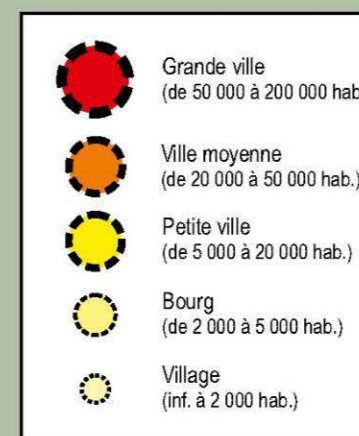 Grande ville
(de 50 000 à 200 000 hab
Ville moyenne
(de 20 000 à 50 000 hab.)
Petite ville
(de 5 000 à 20 000 hab.)
Bourg
(de 2 000 à 5 000 hab.)
Village
(inf. à 2 000 hab.)